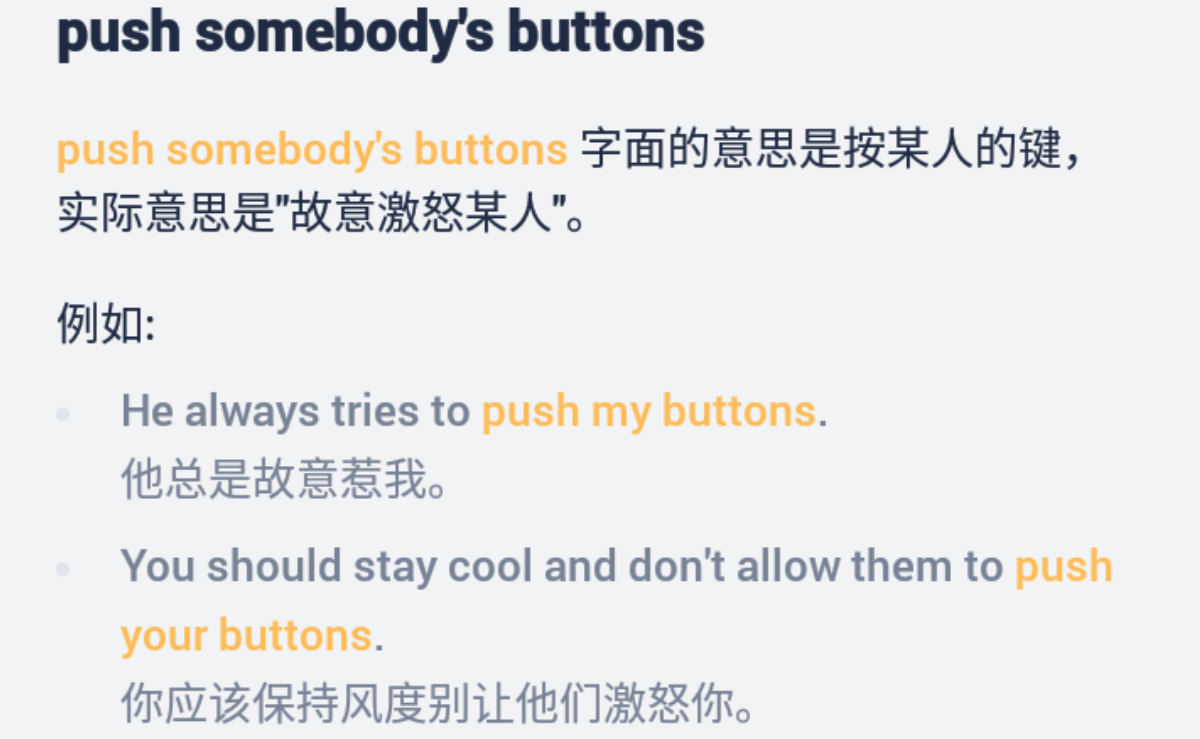 push somebody's buttons
push somebody's buttons 字面的意思是按某人的键，
实际意思是"故意激怒某人"。
例如:
He always tries to push my buttons.
他总是故意惹我。
You should stay cool and don't allow them to push
your buttons.
你应该保持风度别让他们激怒你。